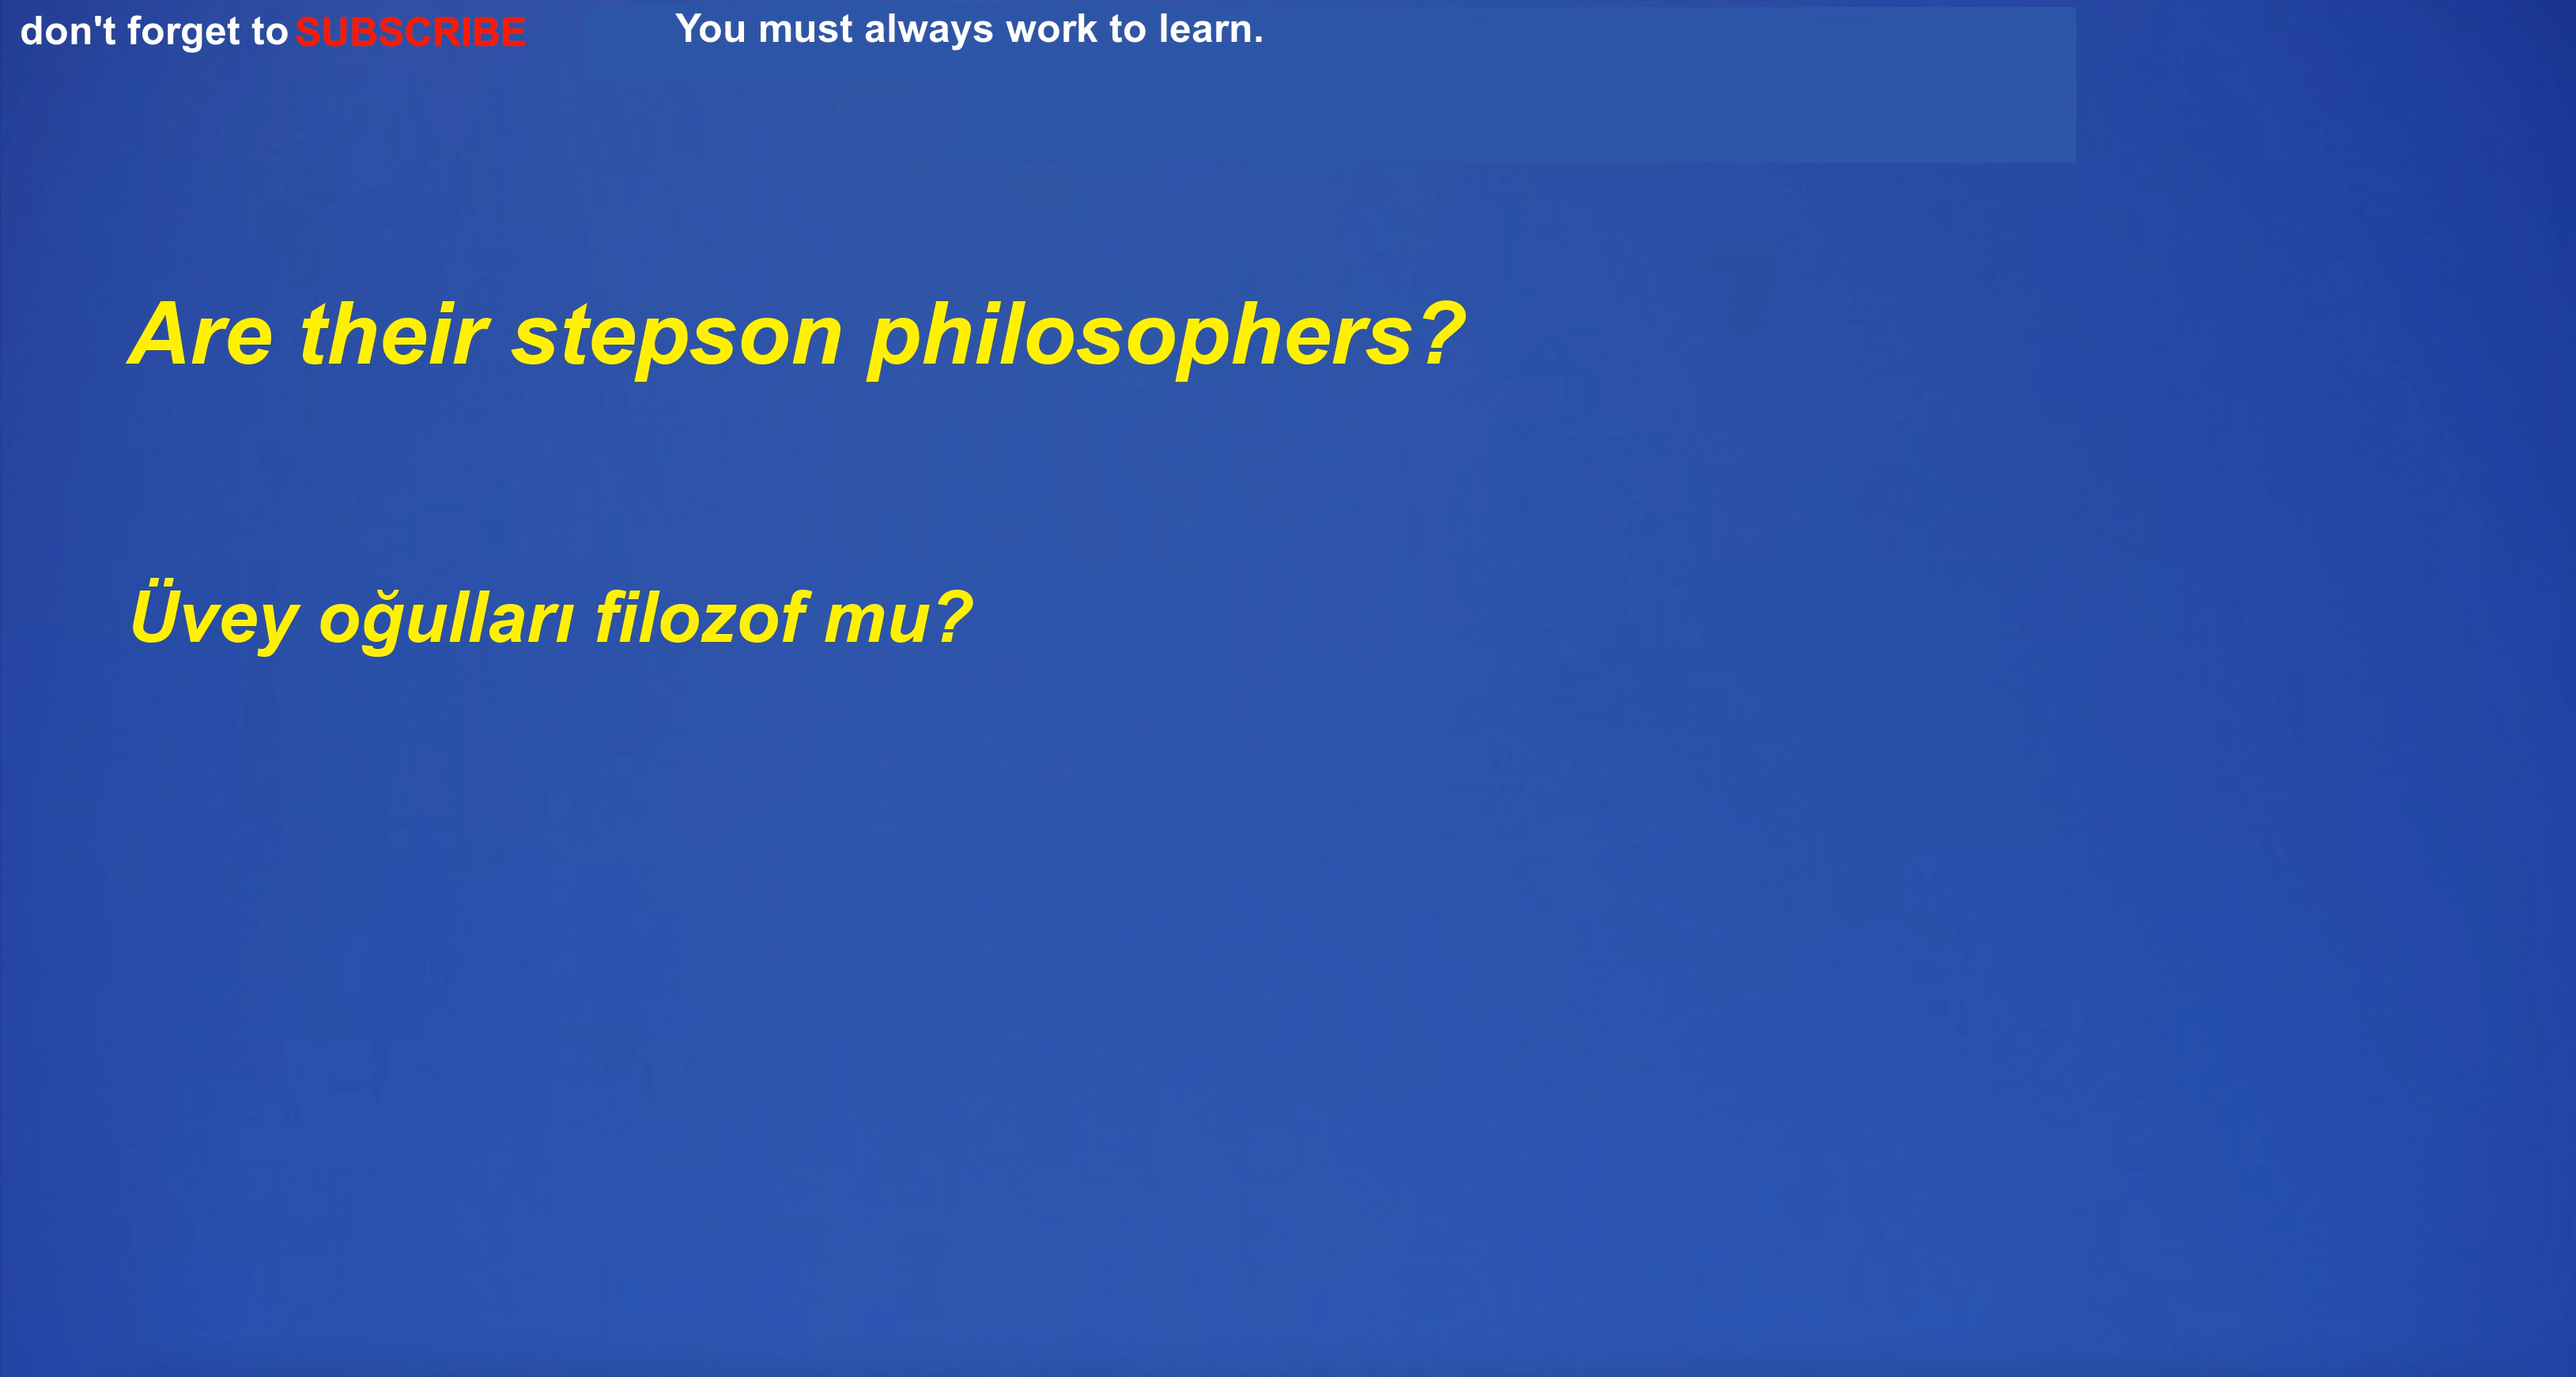 don't forget to SUBSCRIBE
You must always work to learn.
Are their stepson philosophers?
Üvey oğulları filozof mu?